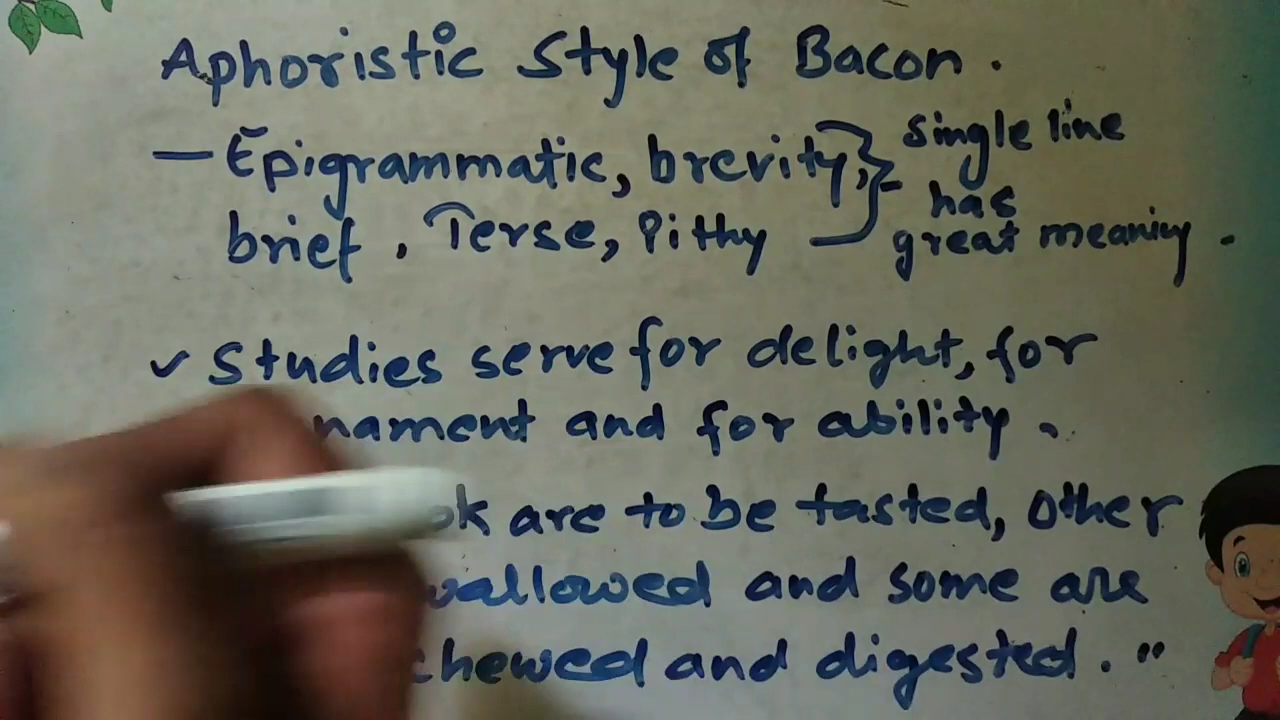 Aphoristic Style of Bacon.
— Epigrammatic, brevity, } single line
brief. Terse, Pithy has
great meaning.
✓ Studies serve for delight, for
nament and for ability.
ok are to be tasted, Other
wallowed and some are
chewed and digested."